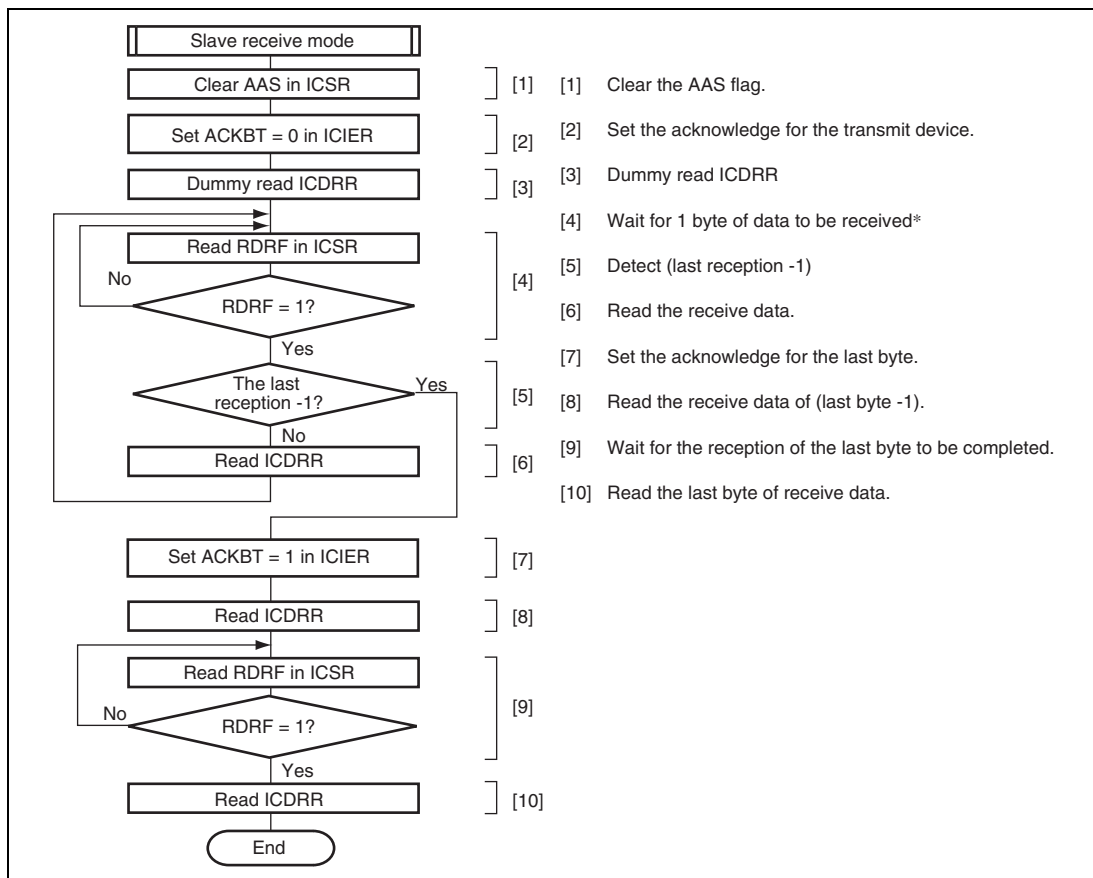 Slave receive mode
Clear AAS in ICSR
[1]
[1] Clear the AAS flag.
Set ACKBT = 0 in ICIER
[2]
[2] Set the acknowledge for the transmit device.
Dummy read ICDRR
[3]
[3] Dummy read ICDRR
[4] Wait for 1 byte of data to be received*
Read RDRF in ICSR
No
RDRF = 1?
[4]
Yes
[5] Detect (last reception -1)
[6] Read the receive data.
[7] Set the acknowledge for the last byte.
The last
reception -1?
Yes
[5]
No
[8] Read the receive data of (last byte -1).
Read ICDRR
[6]
[9] Wait for the reception of the last byte to be completed.
[10] Read the last byte of receive data.
Set ACKBT = 1 in ICIER
[7]
Read ICDRR
[8]
Read RDRF in ICSR
No
RDRF = 1?
[9]
Yes
Read ICDRR
[10]
End